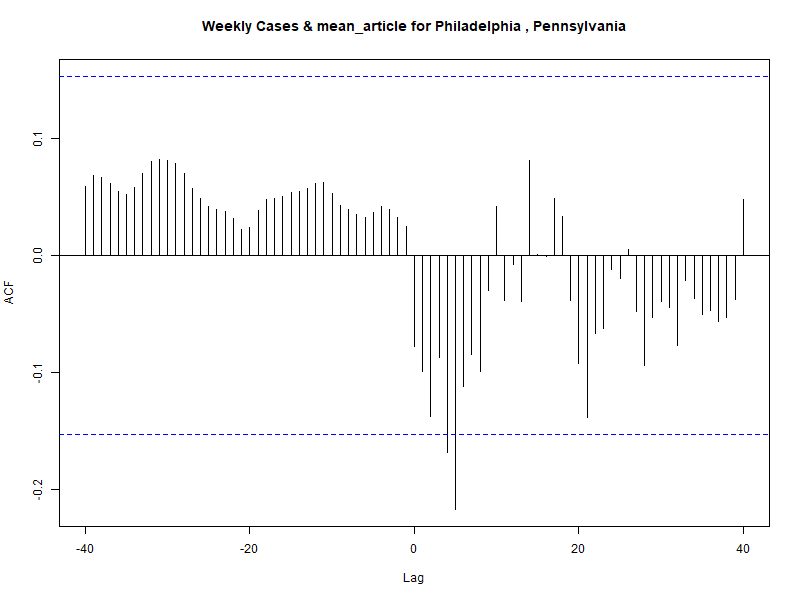 Weekly Cases & mean_article for Philadelphia , Pennsylvania
ACF
0.1
0.0
-0.1
-0.2
-40 -20 0 20 40
Lag